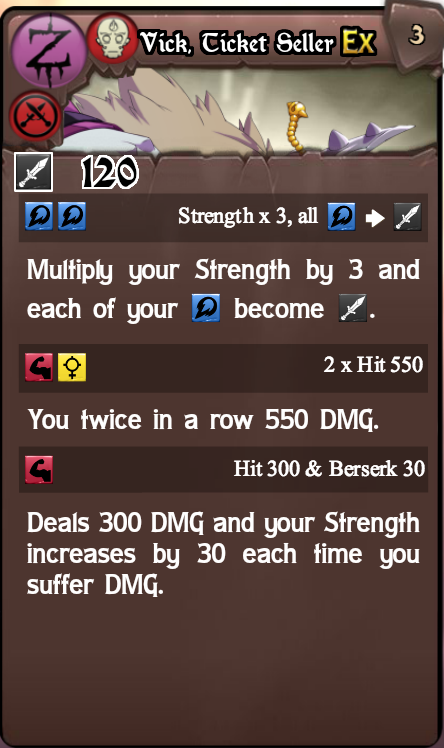 Vick, Ticket Seller Ex 3
120
Strength x 3, all
Multiply your Strength by 3 and
each of your become .
2 x Hit 550
You twice in a row 550 DMG.
Hit 300 & Berserk 30
Deals 300 DMG and your Strength
increases by 30 each time you
suffer DMG.